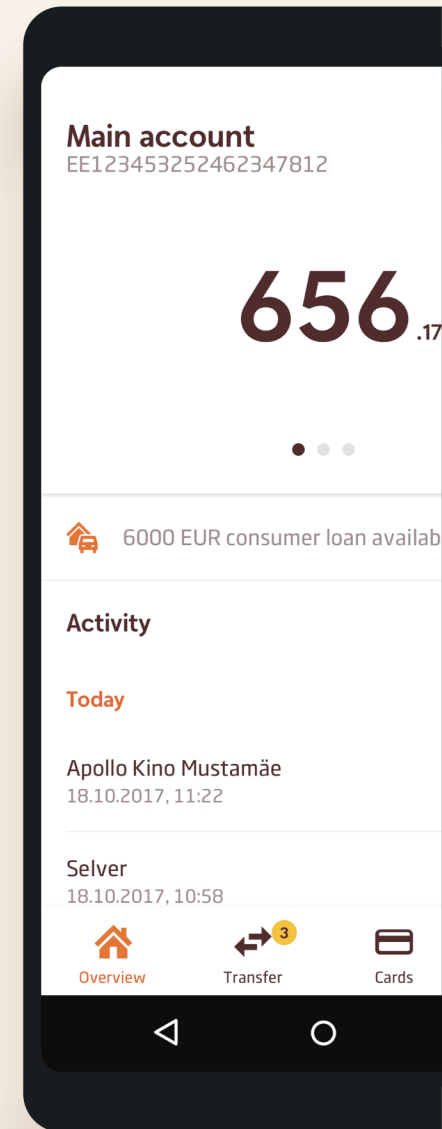 Main account
EE123453252462347812
656.17
6000 EUR consumer loan availab
Activity
Today
Apollo Kino Mustamäe
18.10.2017, 11:22
Selver
18.10.2017, 10:58
3
Overview
Transfer
Cards